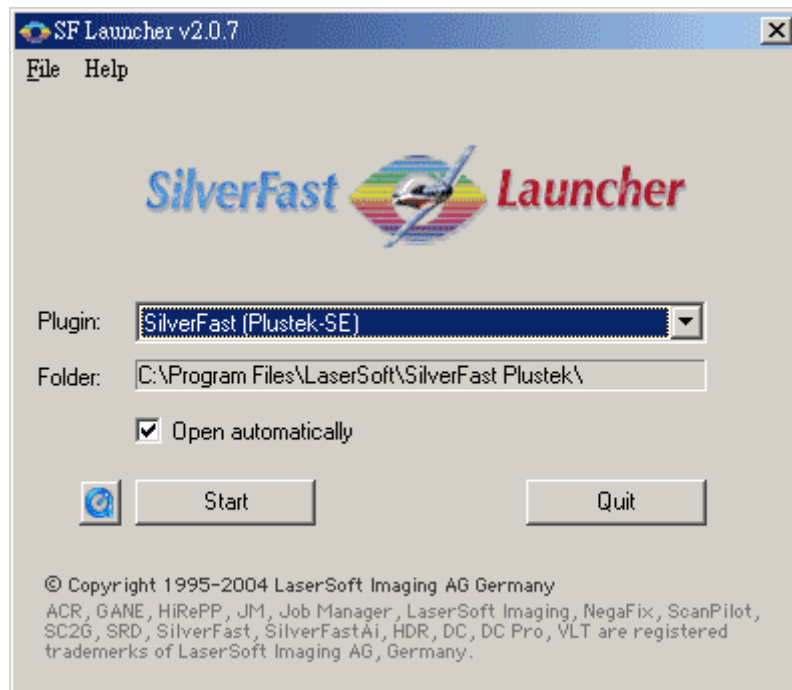 SF Launcher v2.0.7
File Help
SilverFast Launcher
Plugin: SilverFast (Plustek-SE)
Folder: C:\Program Files\LaserSoft\SilverFast Plustek\
Open automatically
Start Quit
© Copyright 1995-2004 LaserSoft Imaging AG Germany
ACR, GANE, HiRePP, JM, Job Manager, LaserSoft Imaging, NegaFix, ScanPilot,
SC2G, SRD, SilverFast, SilverFastAi, HDR, DC, DC Pro, VLT are registered
trademerks of LaserSoft Imaging AG, Germany.